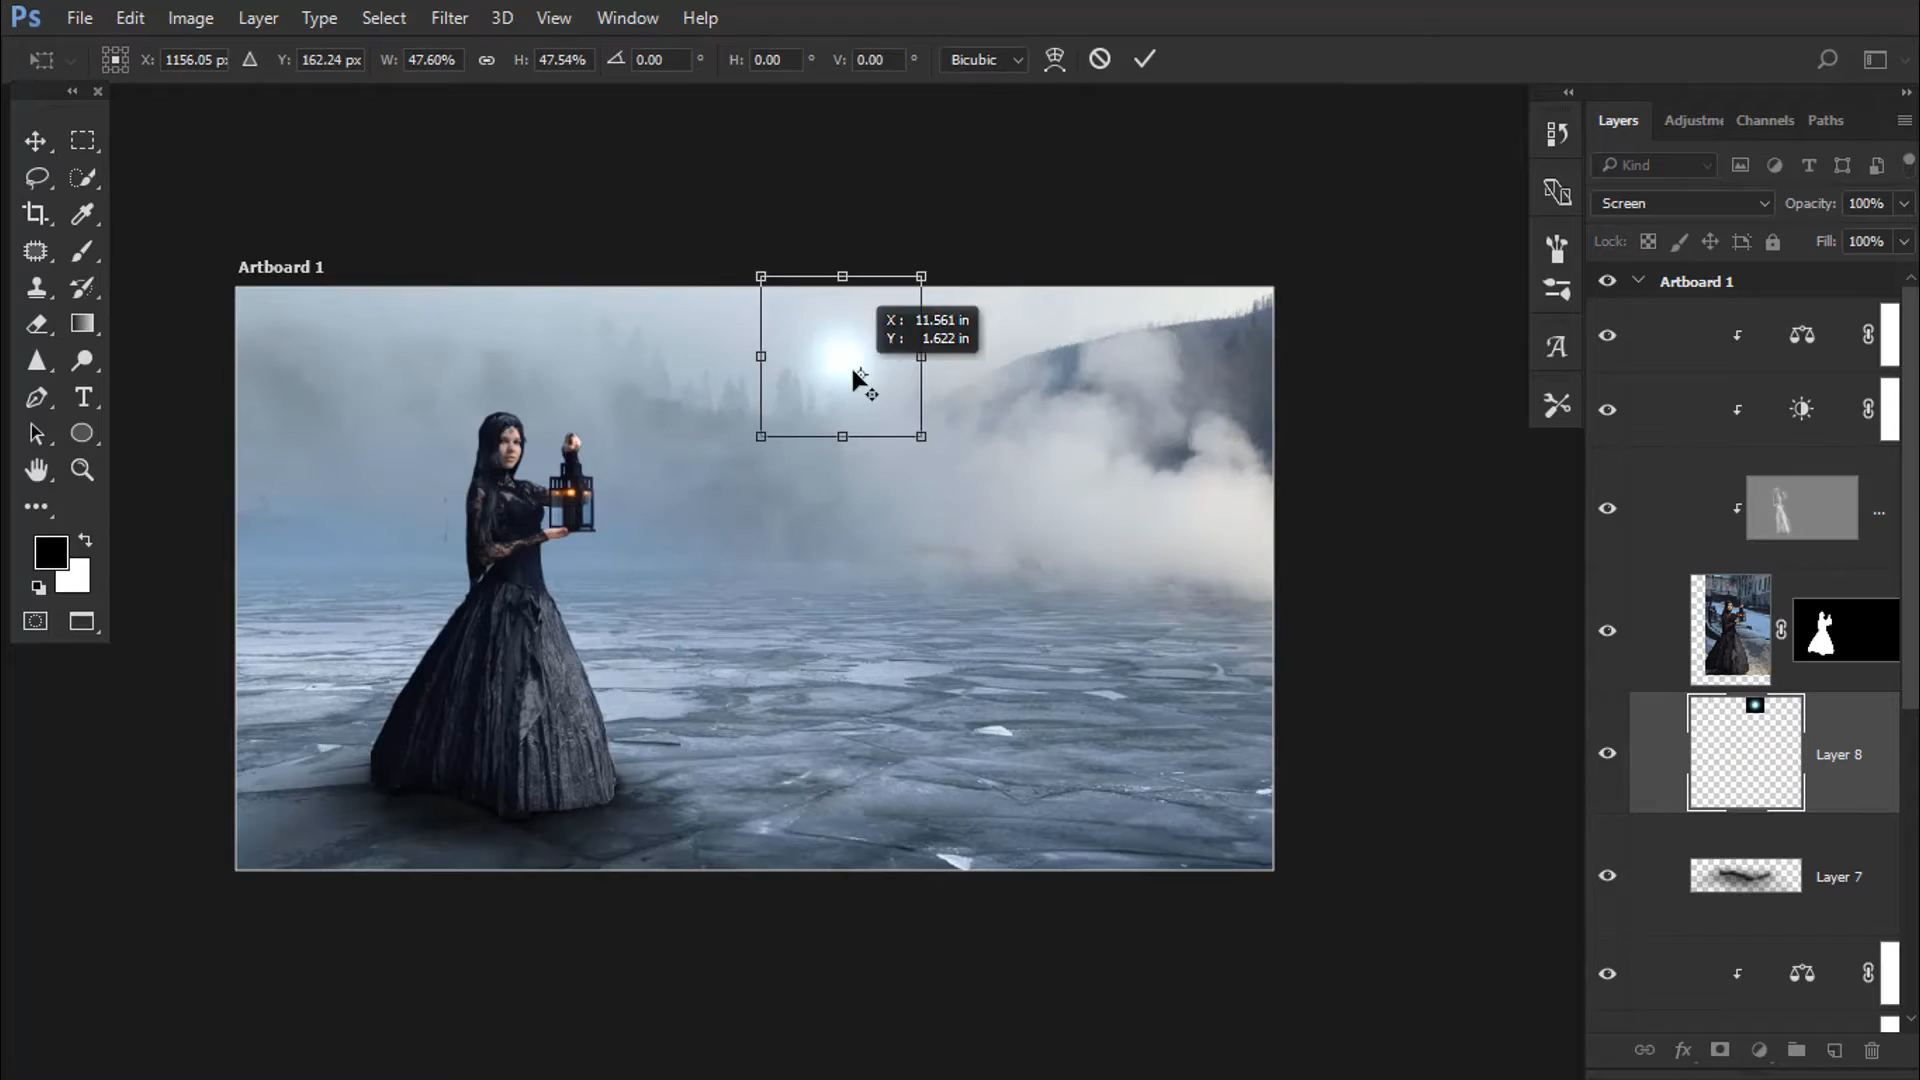 Ps File Edit Image Layer Type Select Filter 3D View Window Help
X: 1156.05 px Y: 162.24 px W: 47.60% H: 47.54% 0.00 ° H: 0.00 ° V: 0.00 ° Bicubic
Layers Adjustme Channels Paths
Kind
Screen Opacity: 100%
Lock: Fill: 100%
Artboard 1
Artboard 1
X : 11.561 in
Y : 1.622 in
Layer 8
Layer 7
fx